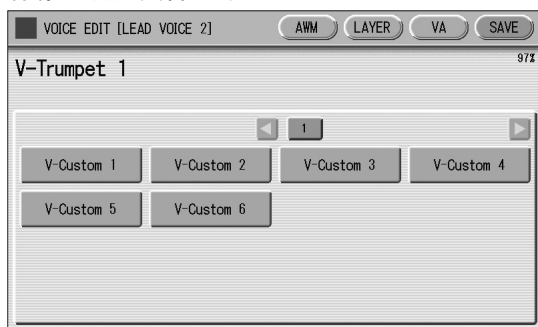 VOICE EDIT [LEAD VOICE 2] AWM LAYER VA SAVE
V-Trumpet 1 97%
1
V-Custom 1 V-Custom 2 V-Custom 3 V-Custom 4
V-Custom 5 V-Custom 6